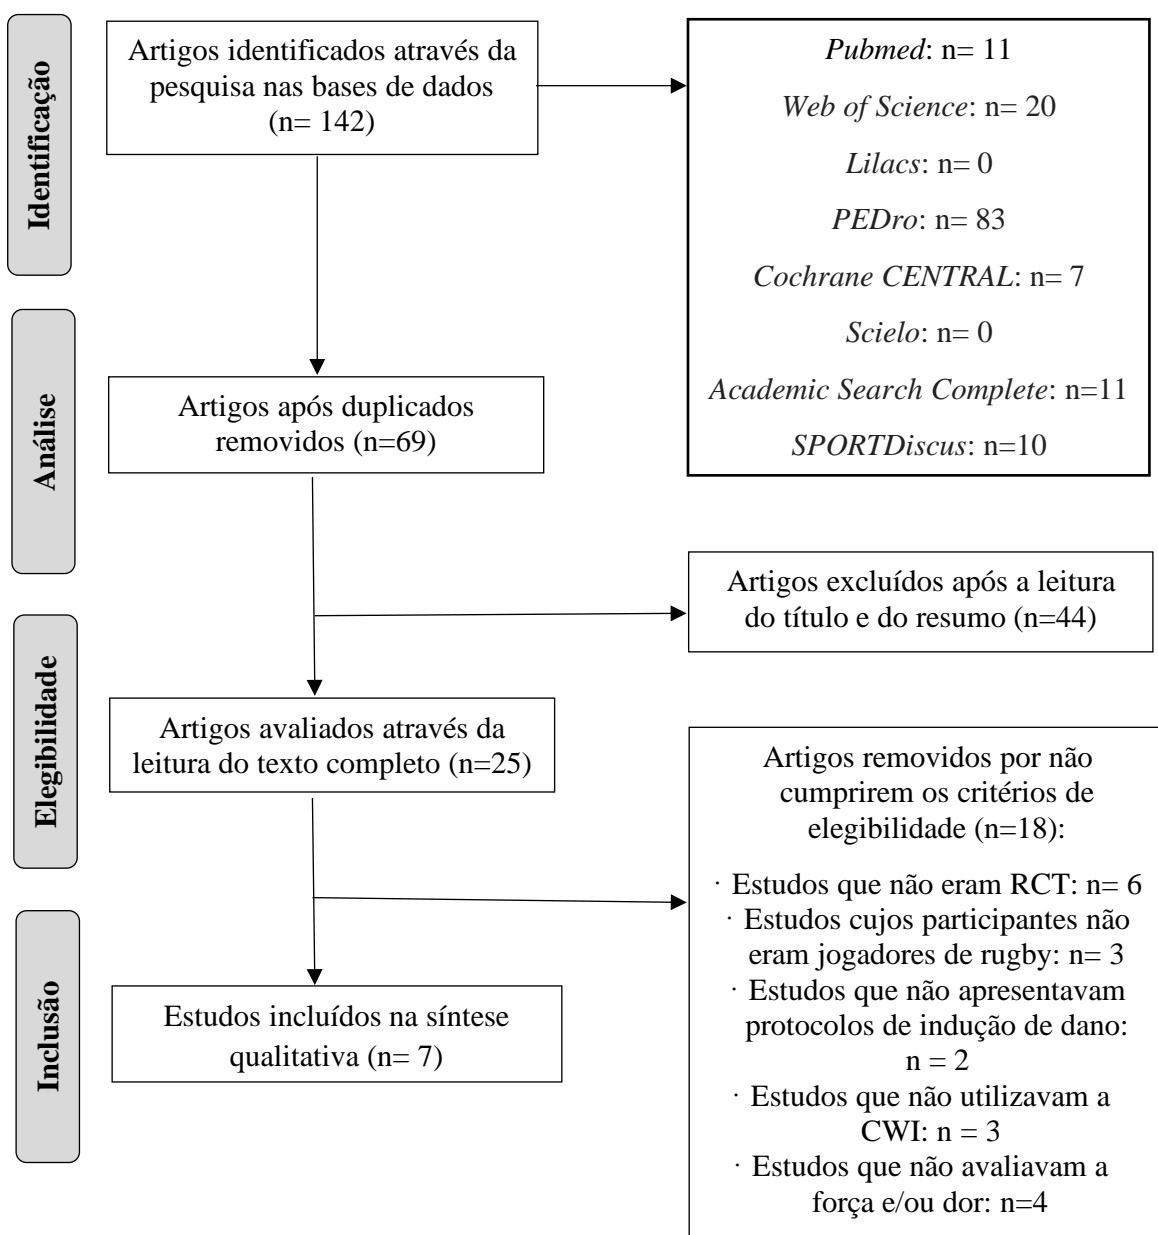 Identificação
Artigos identificados através da
pesquisa nas bases de dados
(n= 142)
Pubmed: n= 11
Web of Science: n= 20
Lilacs: n= 0
PEDro: n= 83
Cochrane CENTRAL: n= 7
Scielo: n= 0
Academic Search Complete: n=11
SPORTDiscus: n=10
Análise
Artigos após duplicados
removidos (n=69)
Artigos excluídos após a leitura
do título e do resumo (n=44)
Elegibilidade
Artigos avaliados através da
leitura do texto completo (n=25)
Artigos removidos por não
cumprirem os critérios de
elegibilidade (n=18):
· Estudos que não eram RCT: n= 6
· Estudos cujos participantes não
eram jogadores de rugby: n= 3
· Estudos que não apresentavam
protocolos de indução de dano:
n = 2
· Estudos que não utilizavam a
CWI: n = 3
· Estudos que não avaliavam a
força e/ou dor: n=4
Inclusão
Estudos incluídos na síntese
qualitativa (n= 7)